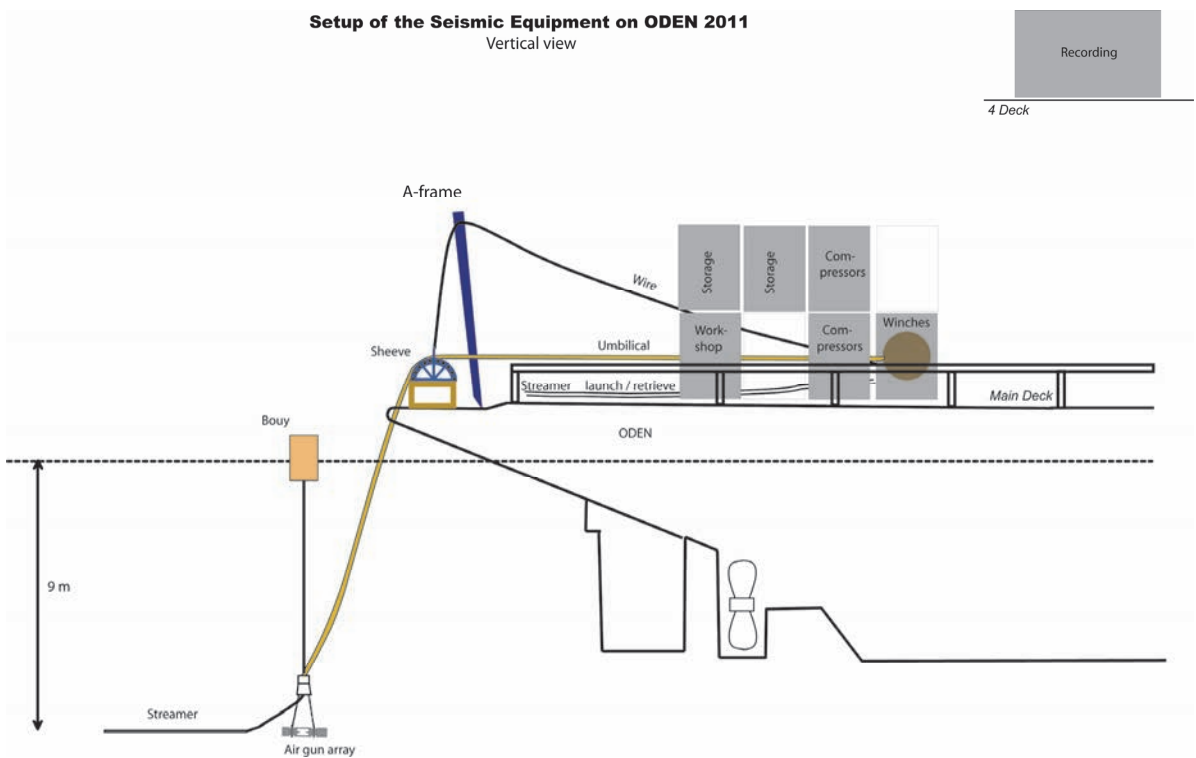 Setup of the Seismic Equipment on ODEN 2011
Vertical view
Recording
4 Deck
A-frame
Wire
Storage
Storage
Com-
pressors
Sheeve
Umbilical
Work-
shop
Com-
pressors
Winches
Streamer launch / retrieve
Main Deck
Bouy
ODEN
9 m
Streamer
Air gun array